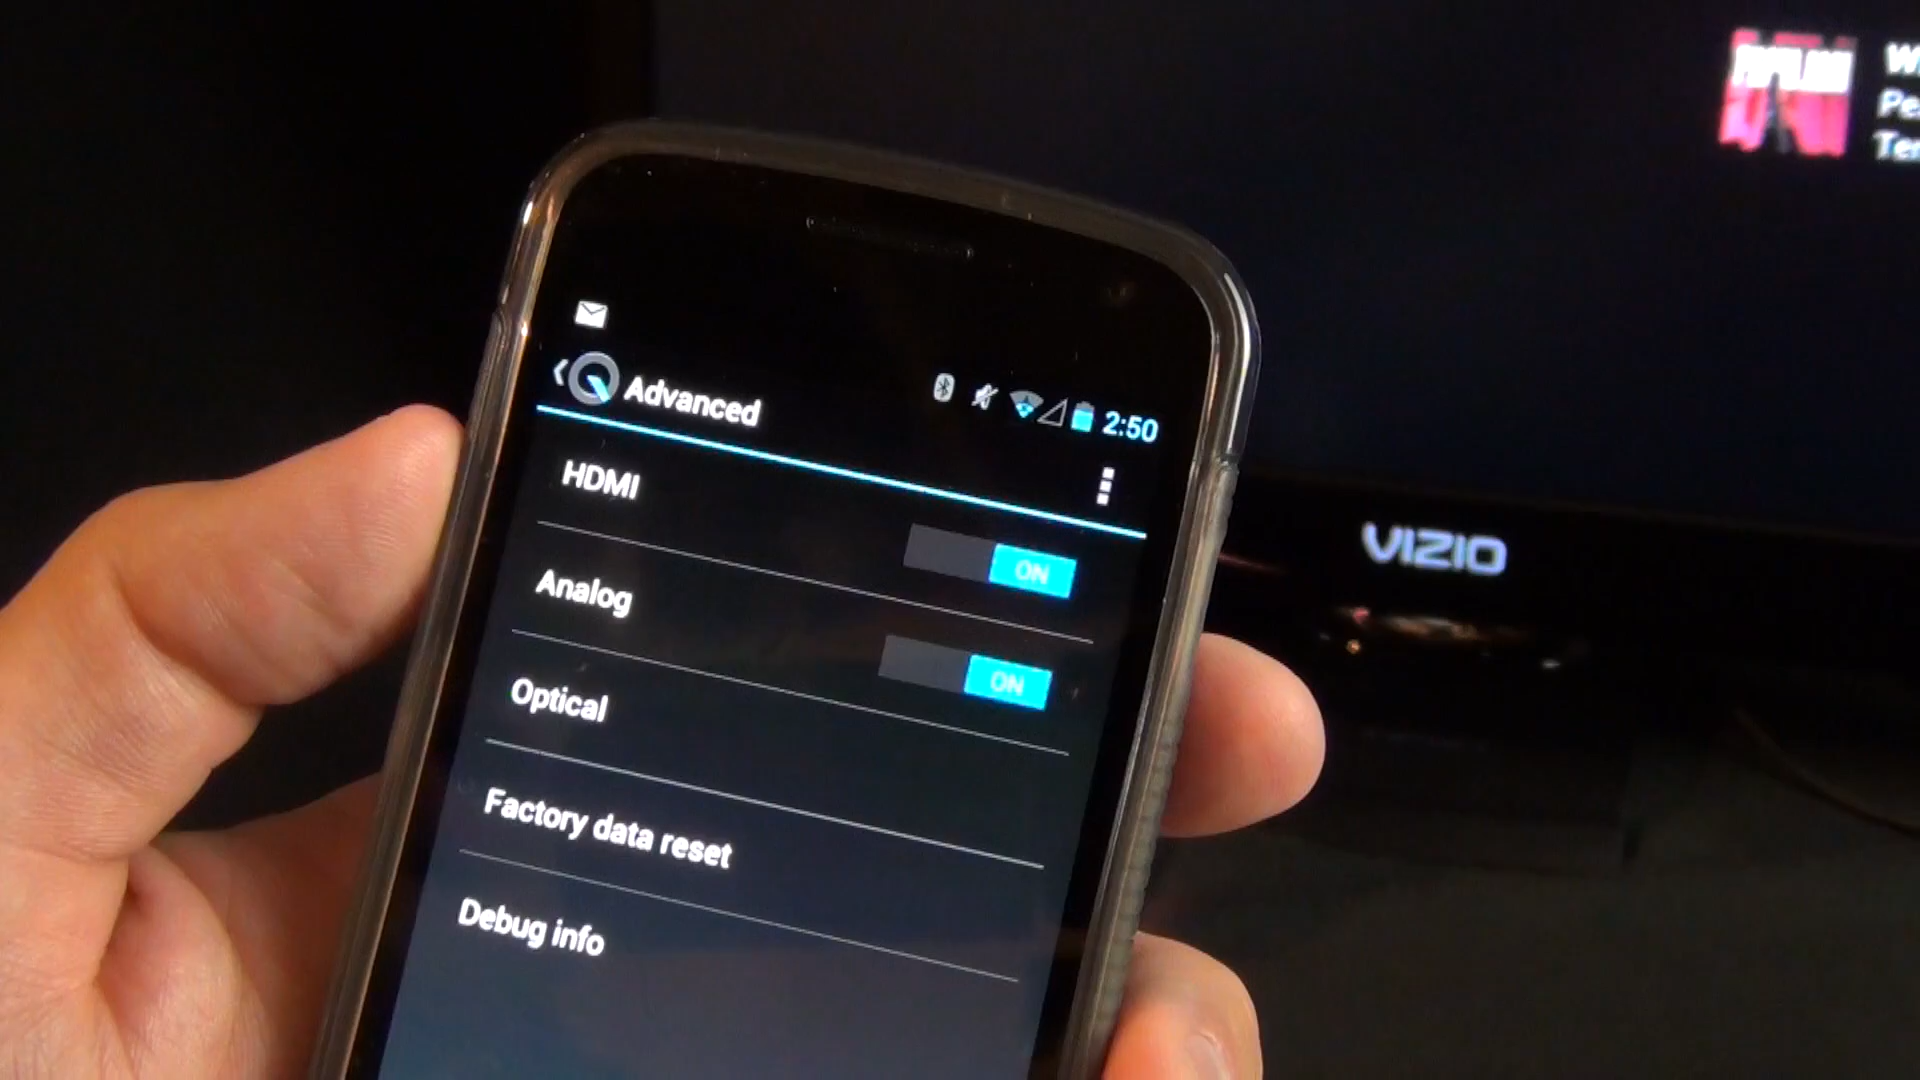 Advanced
2:50
HDMI
ON
Analog
ON
Optical
Factory data reset
Debug info
VIZIO